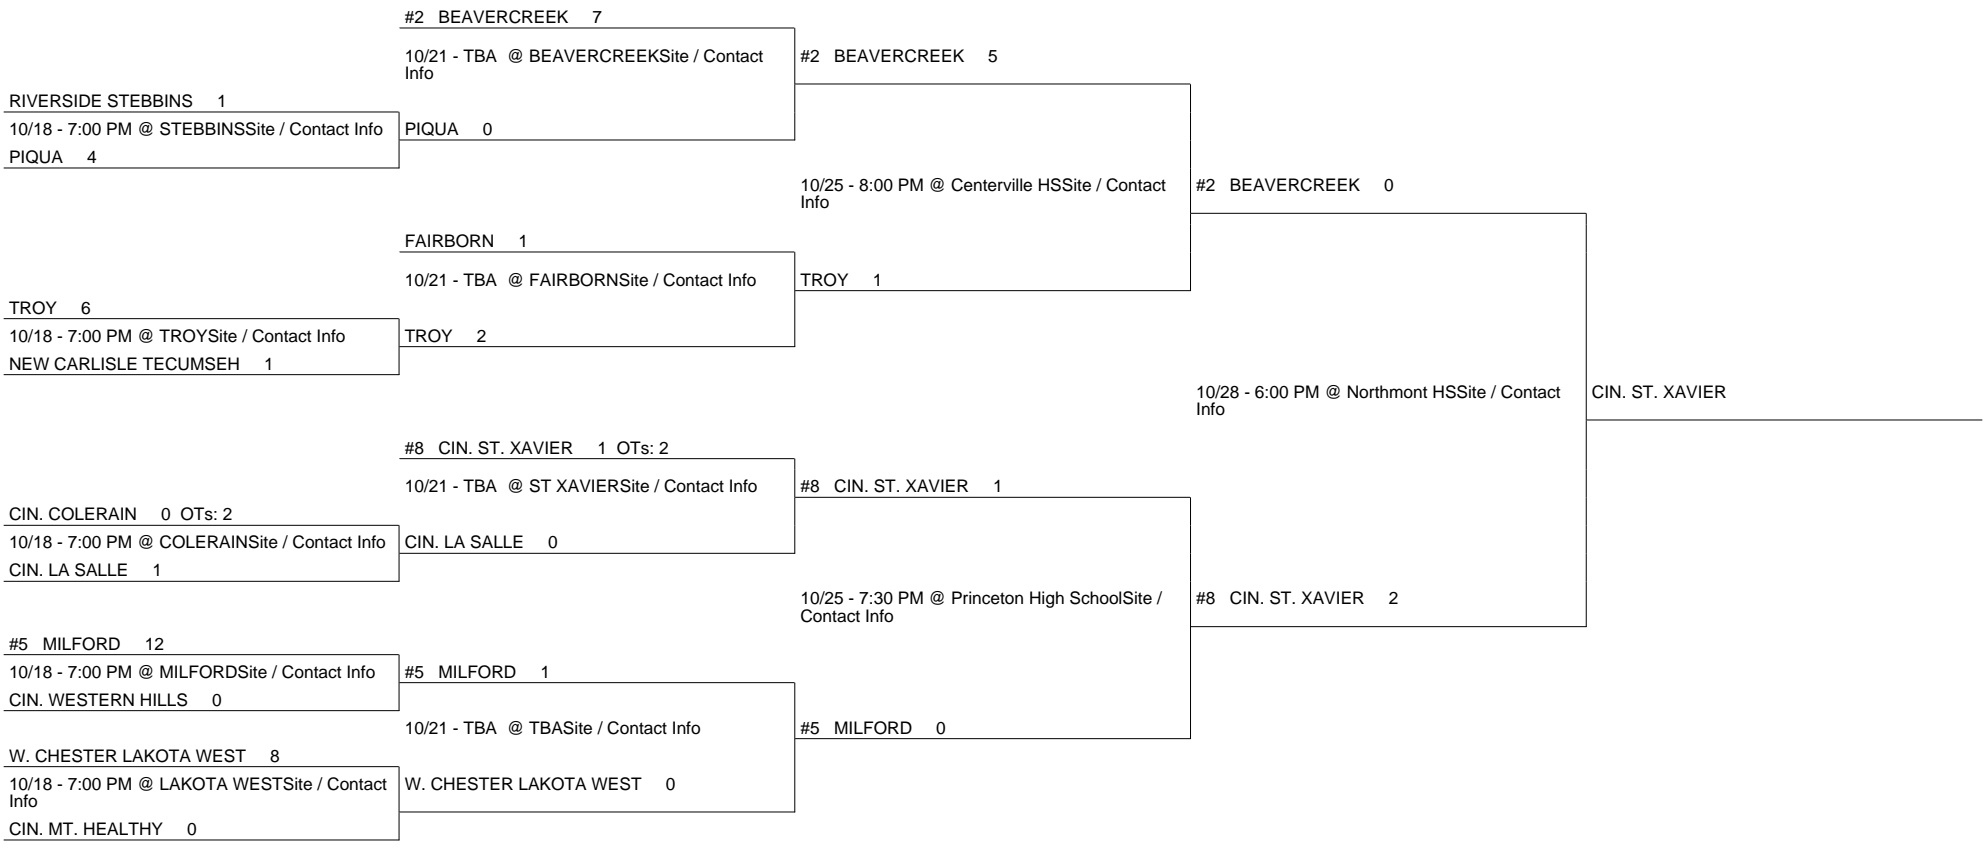 #2 BEAVERCREEK 7
10/21 - TBA @ BEAVERCREEKSite / Contact
Info
#2 BEAVERCREEK 5
RIVERSIDE STEBBINS 1
10/18 - 7:00 PM @ STEBBINSSite / Contact Info
PIQUA 0
PIQUA 4
10/25 - 8:00 PM @ Centerville HSSite / Contact
Info
#2 BEAVERCREEK 0
FAIRBORN 1
10/21 - TBA @ FAIRBORNSite / Contact Info
TROY 1
TROY 6
10/18 - 7:00 PM @ TROYSite / Contact Info
TROY 2
NEW CARLISLE TECUMSEH 1
10/28 - 6:00 PM @ Northmont HSSite / Contact
Info
CIN. ST. XAVIER
#8 CIN. ST. XAVIER 1 OTs: 2
10/21 - TBA @ ST XAVIERSite / Contact Info
#8 CIN. ST. XAVIER 1
CIN. COLERAIN 0 OTs: 2
10/18 - 7:00 PM @ COLERAINSite / Contact Info
CIN. LA SALLE 0
CIN. LA SALLE 1
10/25 - 7:30 PM @ Princeton High SchoolSite /
Contact Info
#8 CIN. ST. XAVIER 2
#5 MILFORD 12
10/18 - 7:00 PM @ MILFORDSite / Contact Info
#5 MILFORD 1
CIN. WESTERN HILLS 0
10/21 - TBA @ TBASite / Contact Info
#5 MILFORD 0
W. CHESTER LAKOTA WEST 8
10/18 - 7:00 PM @ LAKOTA WESTSite / Contact
Info
W. CHESTER LAKOTA WEST 0
CIN. MT. HEALTHY 0